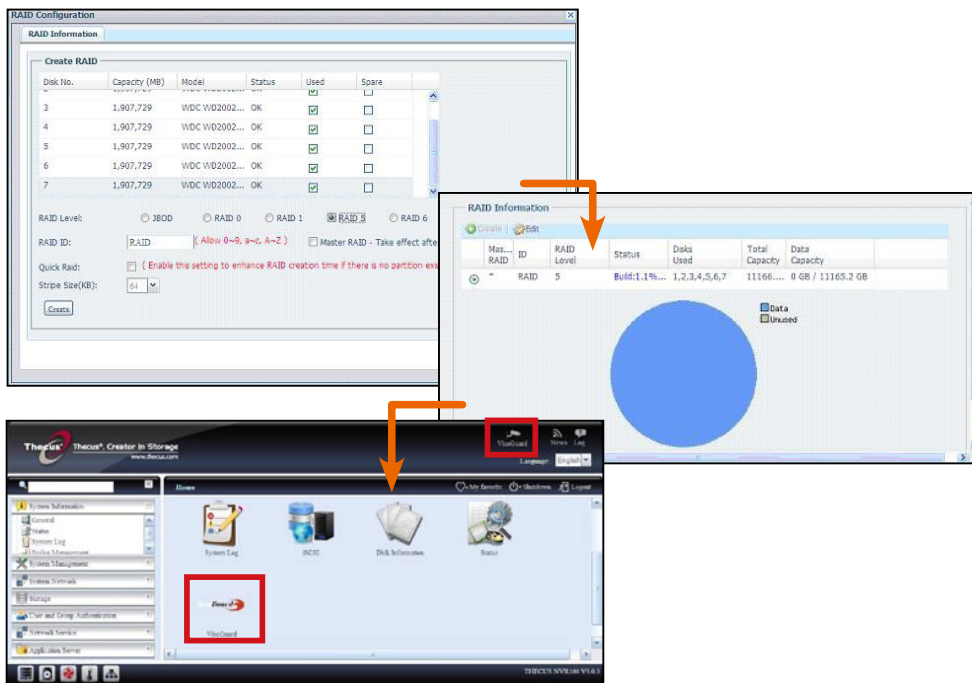 RAID Configuration
RAID Information
Create RAID
Disk No. Capacity (MB) Model Status Used Spare
3 1,907,729 WDC WD2002... OK
4 1,907,729 WDC WD2002... OK
5 1,907,729 WDC WD2002... OK
6 1,907,729 WDC WD2002... OK
7 1,907,729 WDC WD2002... OK
RAID Level: JBOD RAID 0 RAID 1 RAID 5 RAID 6
RAID ID: RAID ( Allow 0~9, a~z, A~Z ) Master RAID - Take effect afte
Quick Raid: ( Enable this setting to enhance RAID creation time if there is no partition exis
Stripe Size(KB): 64
Create
RAID Information
Create Edit
Mas... RAID ID RAID Level Status Disks Used Total Capacity Data Capacity
* RAID 5 Build:1.1%... 1,2,3,4,5,6,7 11166.... 0 GB / 11165.2 GB
Data
Unused
Thecus Thecus®, Creator in Storage
www.thecus.com
VisoGuard News Log
Language: English
Home My favorite Shutdown Logout
System Information
General
Status
System Log
System Management
System Network
Storage
User and Group Authentication
Network Service
Application Server
System Log iSCSI Disk Information Status
VisoGuard